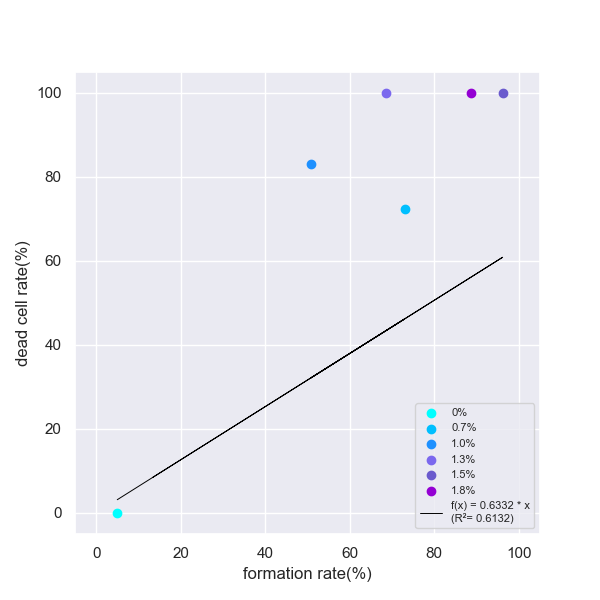 100
80
60
40
20
0
dead cell rate(%)
0%
0.7%
1.0%
1.3%
1.5%
1.8%
f(x) = 0.6332 * x
(R²= 0.6132)
0 20 40 60 80 100
formation rate(%)